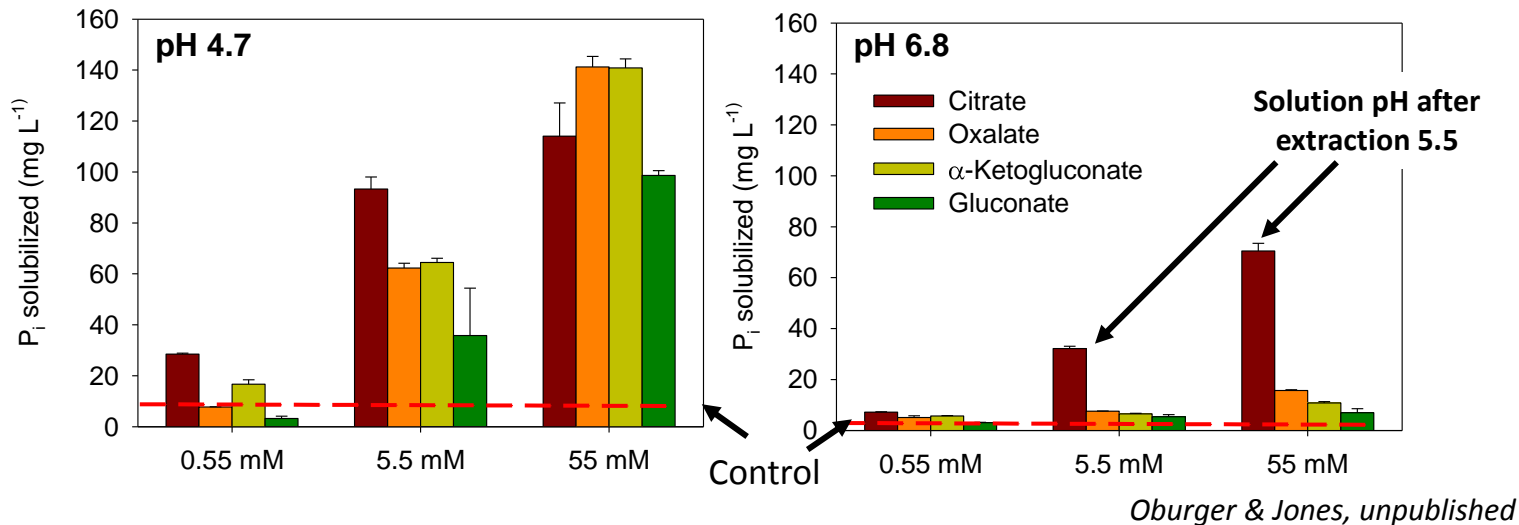 pH 4.7
160
140
120
100
80
60
40
20
0
Pᵢ solubilized (mg L⁻¹)
0.55 mM
5.5 mM
55 mM
Control
pH 6.8
160
140
120
100
80
60
40
20
0
Pᵢ solubilized (mg L⁻¹)
Citrate
Oxalate
α-Ketogluconate
Gluconate
Solution pH after
extraction 5.5
0.55 mM
5.5 mM
55 mM
Oburger & Jones, unpublished